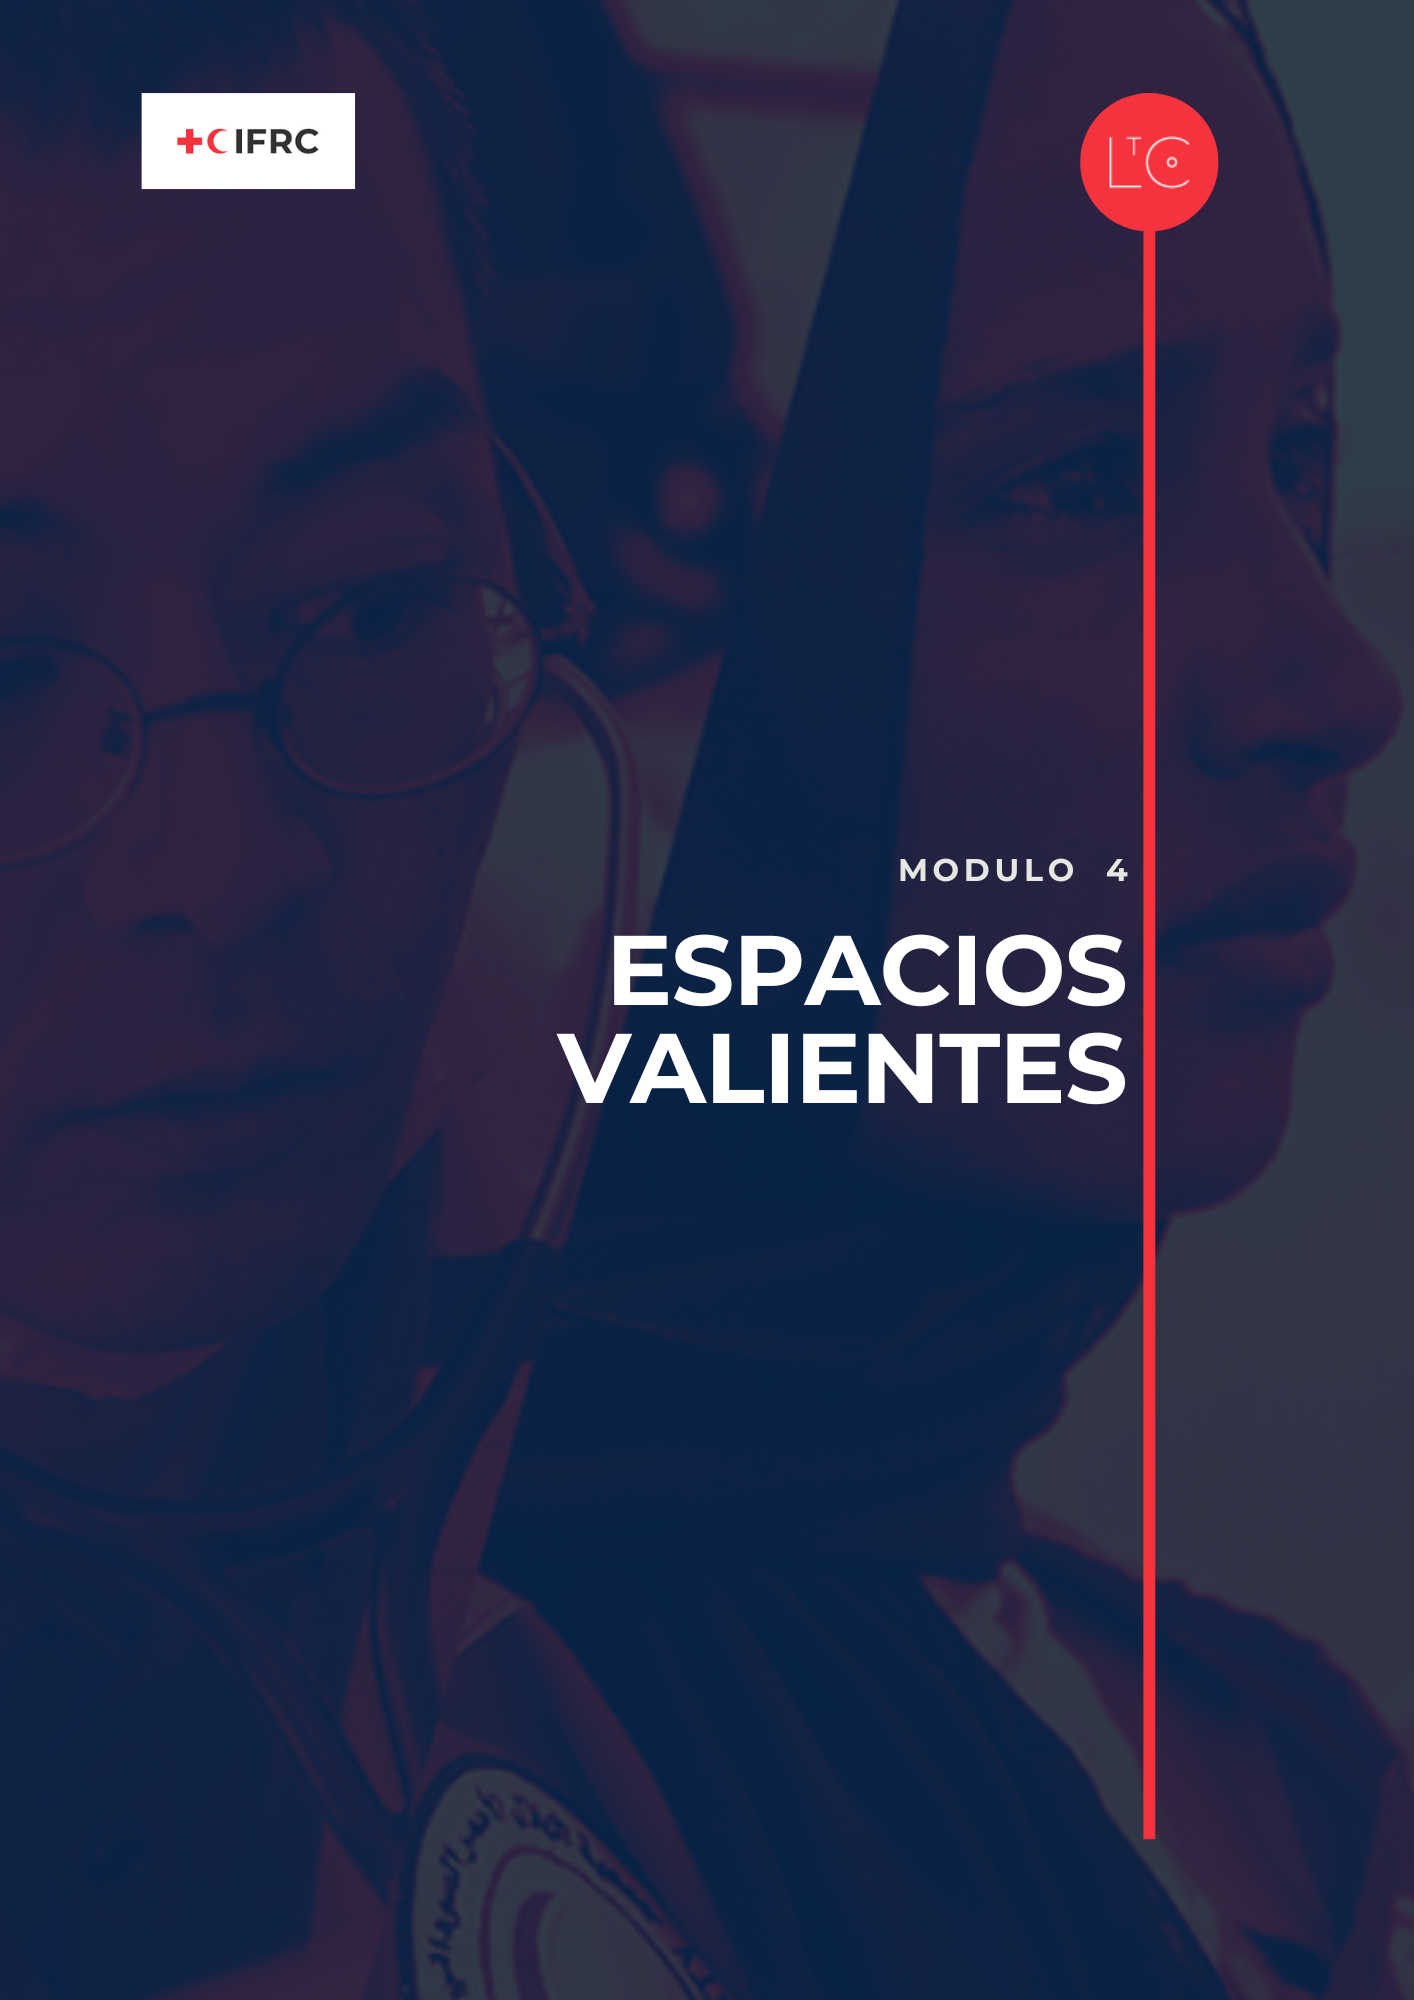 IFRC
LTC
MODULO 4
ESPACIOS
VALIENTES